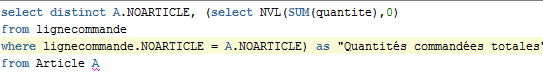 select distinct A.NOARTICLE, (select NVL(SUM(quantite),0)
from lignecommande
where lignecommande.NOARTICLE = A.NOARTICLE) as "Quantités commandées totales"
from Article A